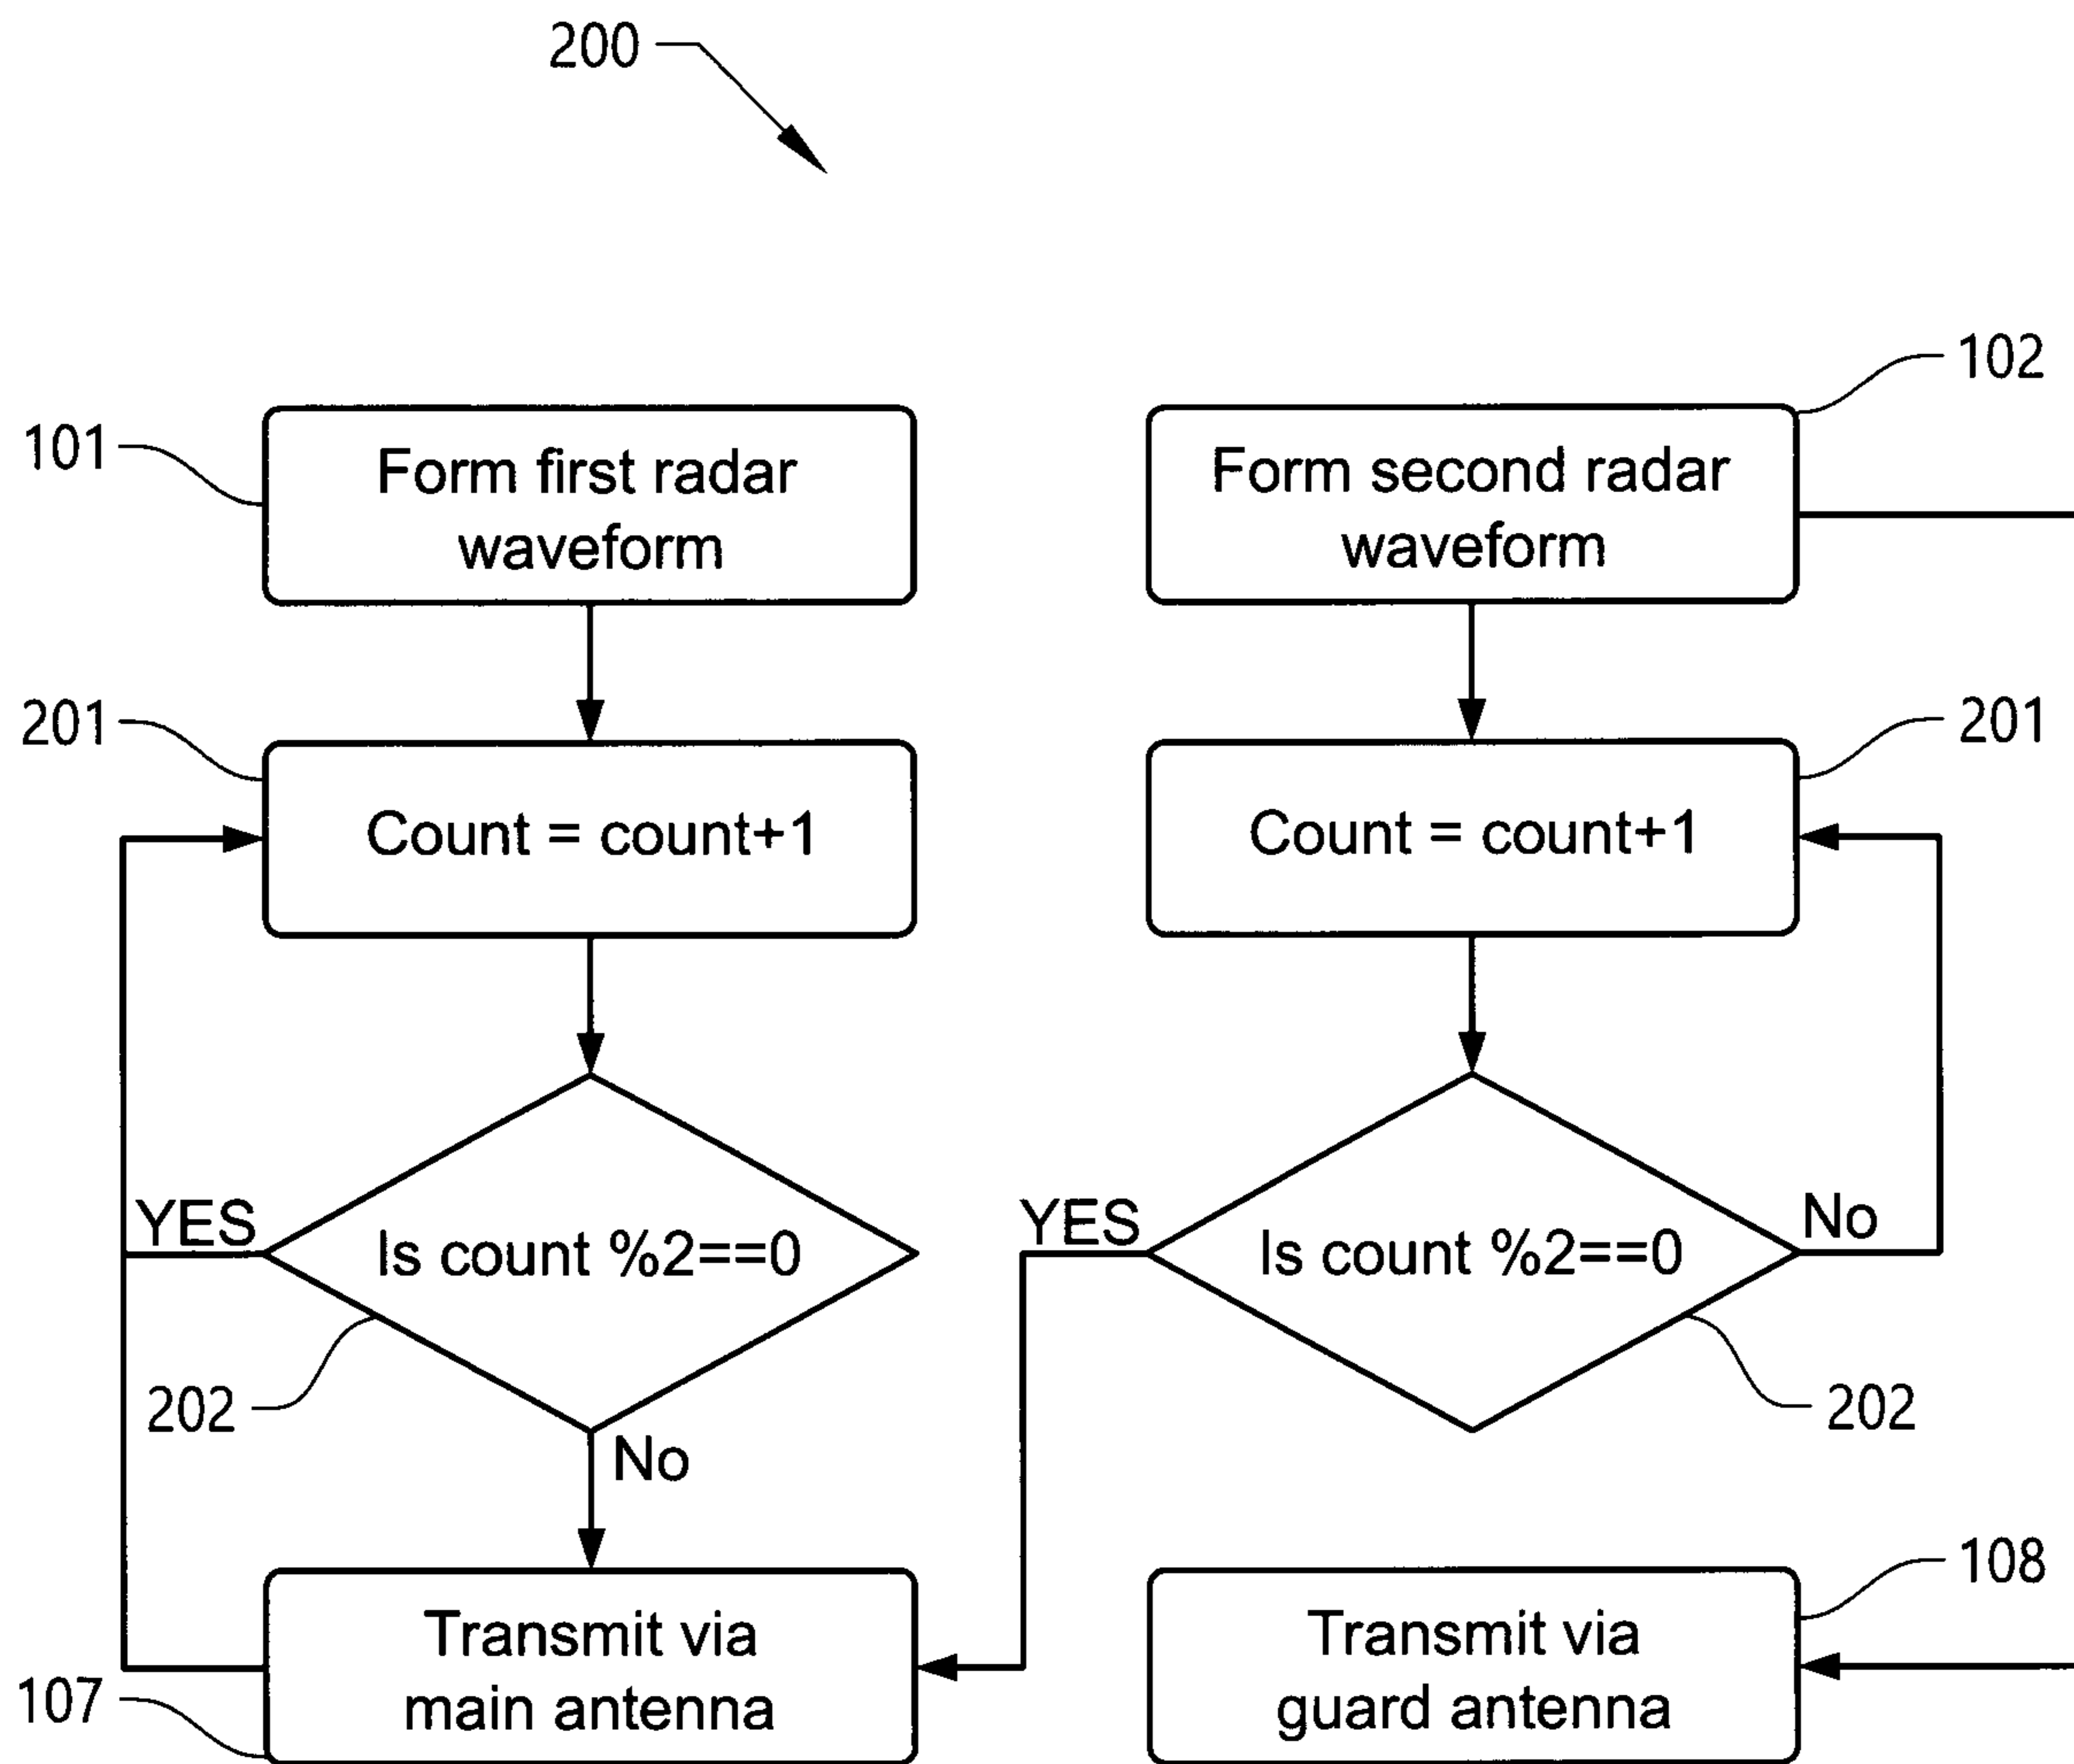 200
102
101
Form first radar
waveform
Form second radar
waveform
201
201
Count = count+1
Count = count+1
YES
Is count %2==0
YES
Is count %2==0
No
202
202
No
108
Transmit via
main antenna
Transmit via
guard antenna
107